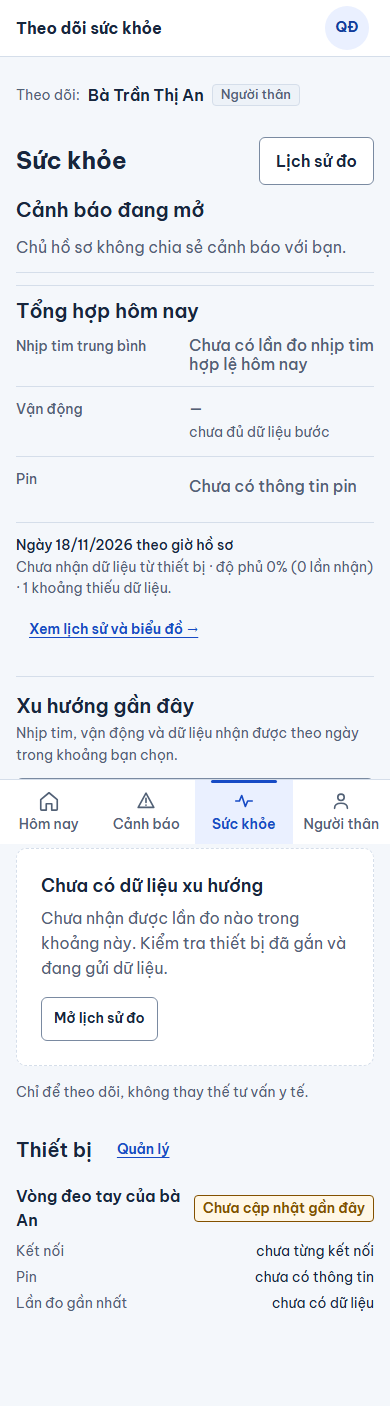 Theo dõi sức khỏe
QĐ
Theo dõi: Bà Trần Thị An Người thân
Sức khỏe
Lịch sử đo
Cảnh báo đang mở
Chủ hồ sơ không chia sẻ cảnh báo với bạn.
Tổng hợp hôm nay
Nhịp tim trung bình
Chưa có lần đo nhịp tim
hợp lệ hôm nay
Vận động
—
chưa đủ dữ liệu bước
Pin
Chưa có thông tin pin
Ngày 18/11/2026 theo giờ hồ sơ
Chưa nhận dữ liệu từ thiết bị · độ phủ 0% (0 lần nhận)
· 1 khoảng thiếu dữ liệu.
Xem lịch sử và biểu đồ →
Xu hướng gần đây
Nhịp tim, vận động và dữ liệu nhận được theo ngày
trong khoảng bạn chọn.
Hôm nay
Cảnh báo
Sức khỏe
Người thân
Chưa có dữ liệu xu hướng
Chưa nhận được lần đo nào trong
khoảng này. Kiểm tra thiết bị đã gắn và
đang gửi dữ liệu.
Mở lịch sử đo
Chỉ để theo dõi, không thay thế tư vấn y tế.
Thiết bị
Quản lý
Vòng đeo tay của bà
An
Chưa cập nhật gần đây
Kết nối
chưa từng kết nối
Pin
chưa có thông tin
Lần đo gần nhất
chưa có dữ liệu